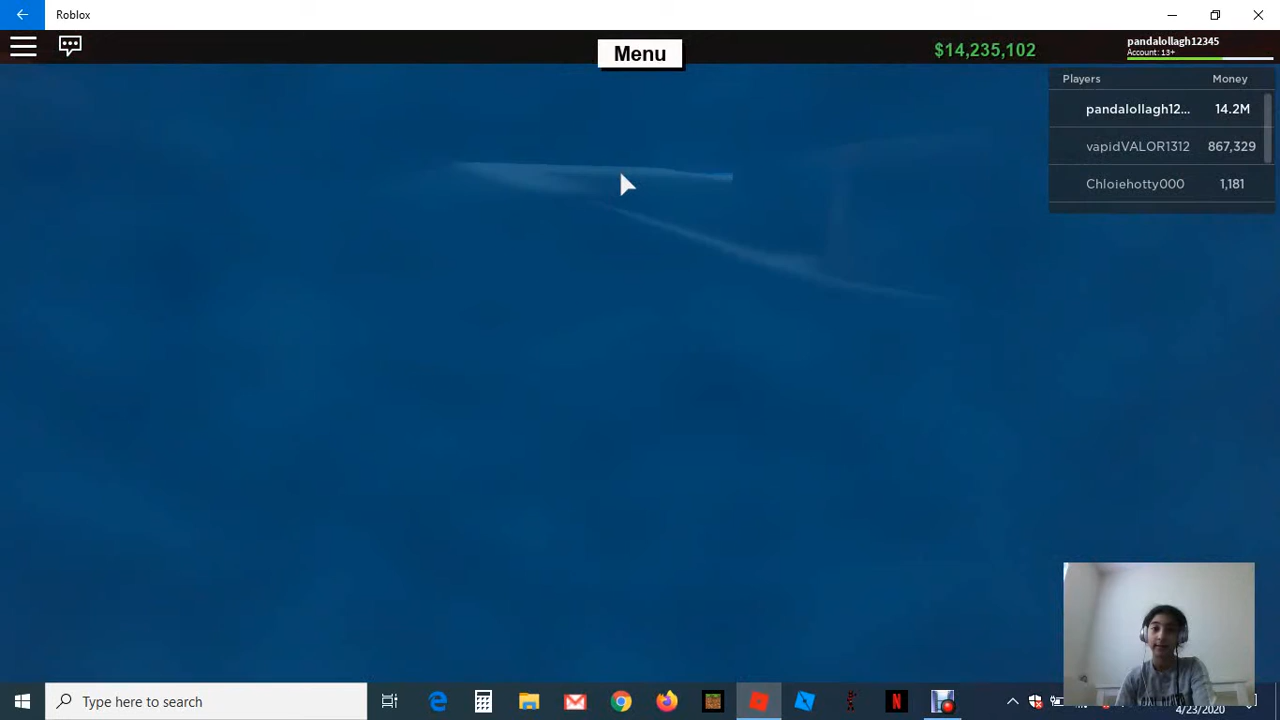 Roblox
Menu
$14,235,102
pandalollagh12345
Account: 13+
Players Money
pandalollagh12... 14.2M
vapidVALOR1312 867,329
Chloiehotty000 1,181
Type here to search
4/23/2020